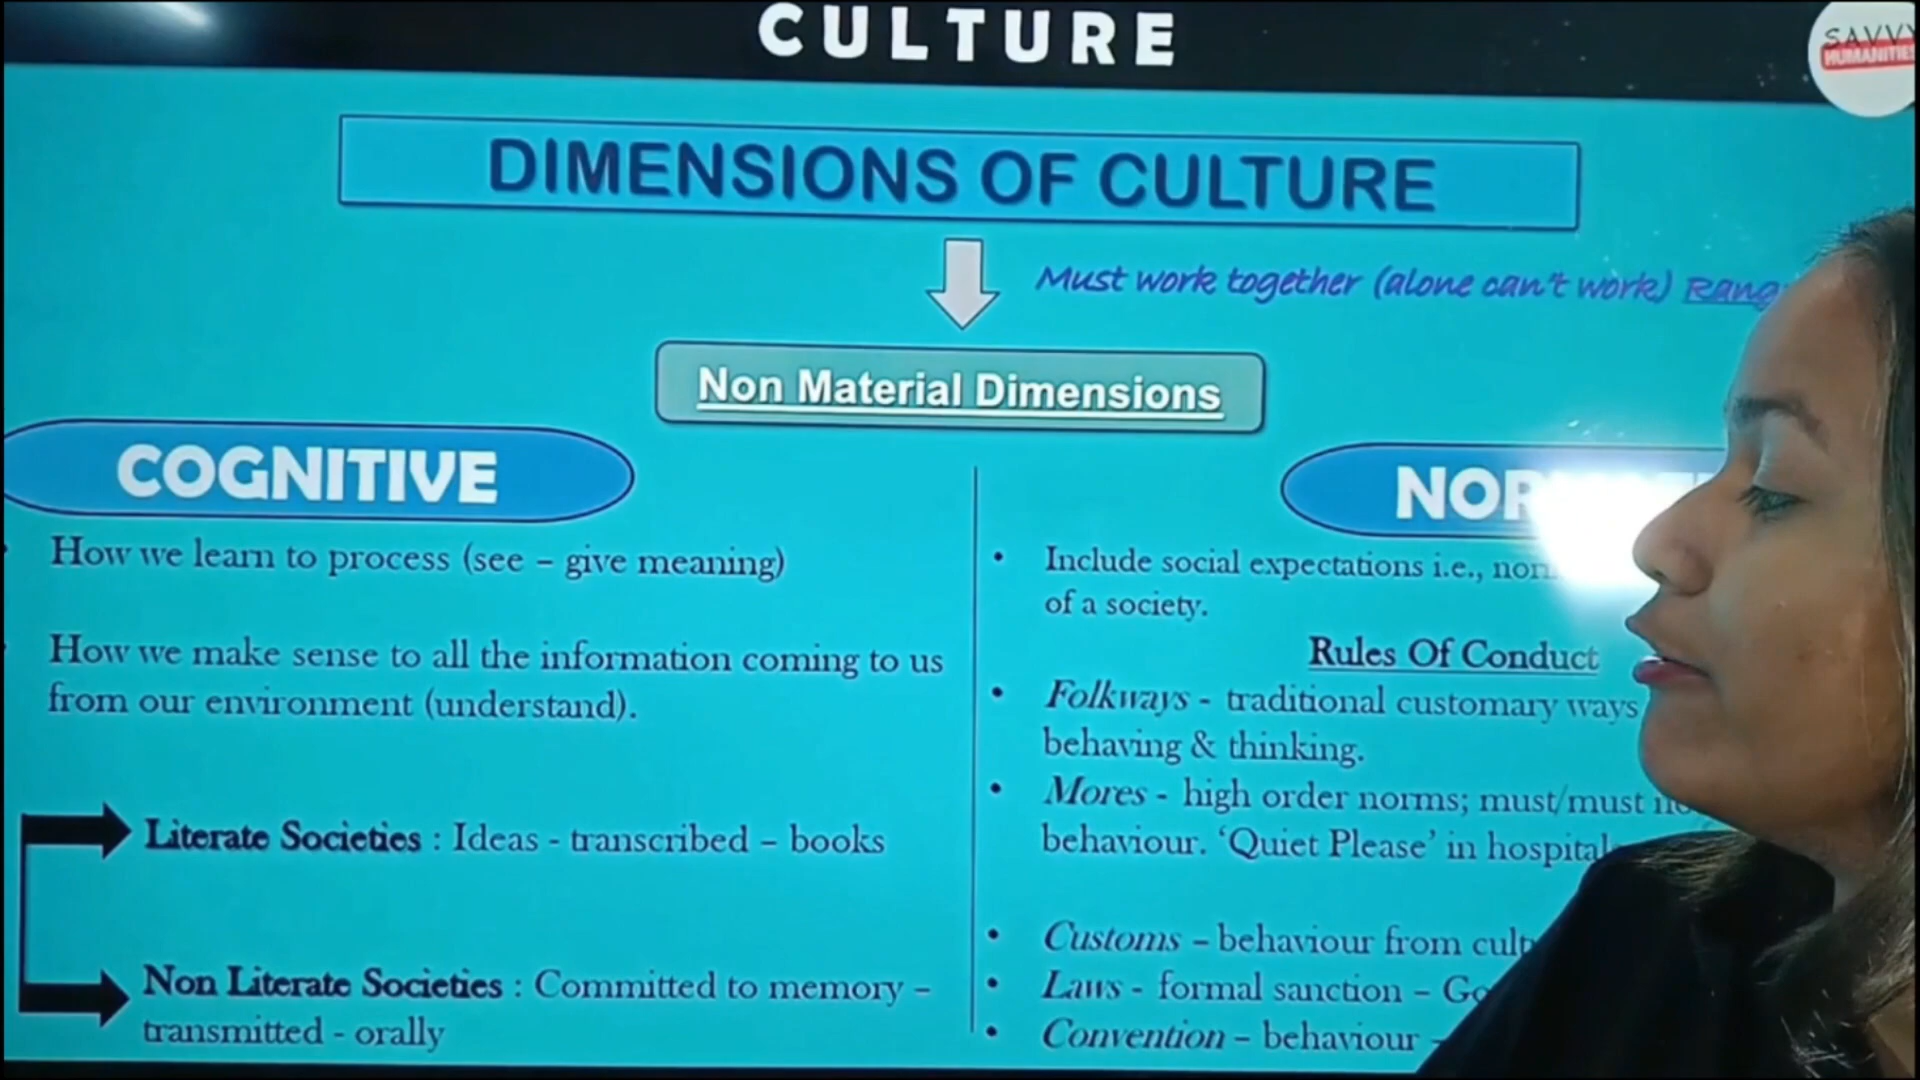 CULTURE
SAVVY
HUMANITIES
DIMENSIONS OF CULTURE
Must work together (alone can't work)
Non Material Dimensions
COGNITIVE
How we learn to process (see – give meaning)
How we make sense to all the information coming to us
from our environment (understand).
Literate Societies : Ideas - transcribed – books
Non Literate Societies : Committed to memory –
transmitted - orally
• Include social expectations i.e.,
of a society.
Rules Of Conduct
• Folkways - traditional customary ways
behaving & thinking.
• Mores - high order norms; must/must
behaviour. ‘Quiet Please’ in
• Customs – behaviour from
• Laws - formal sanction –
• Convention – behaviour -